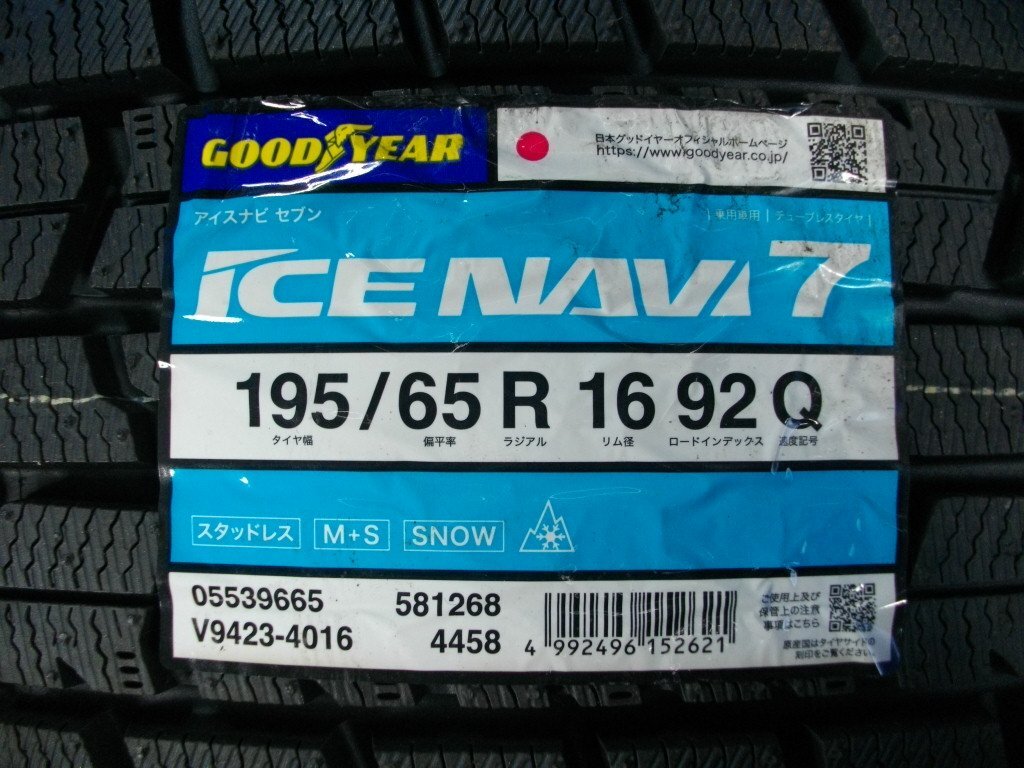 GOODYEAR
日本グッドイヤーオフィシャルホームページ
https://www.goodyear.co.jp/
アイスナビ セブン
| 乗用車用 | チューブレスタイヤ |
ICE NAVI 7
195/65 R 16 92 Q
タイヤ幅 偏平率 ラジアル リム径 ロードインデックス 速度記号
スタッドレス M+S SNOW
05539665 581268
V9423-4016 4458
4 992496 152621
ご使用上及び
保管上の注意
事項はこちら
原産国はタイヤサイドの
刻印をご覧ください。